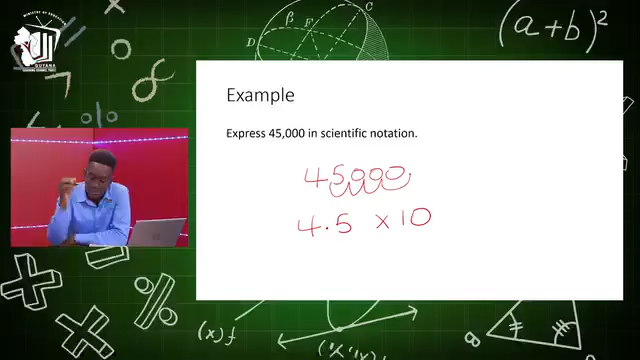 MINISTRY OF EDUCATION
GUYANA
β
C
F
D
(a+b)²
Example
Express 45,000 in scientific notation.
45000
4.5 x 10
%
(x)f